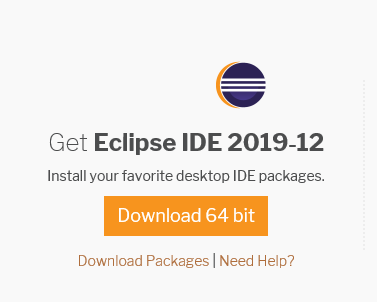 Get Eclipse IDE 2019-12
Install your favorite desktop IDE packages.
Download 64 bit
Download Packages | Need Help?